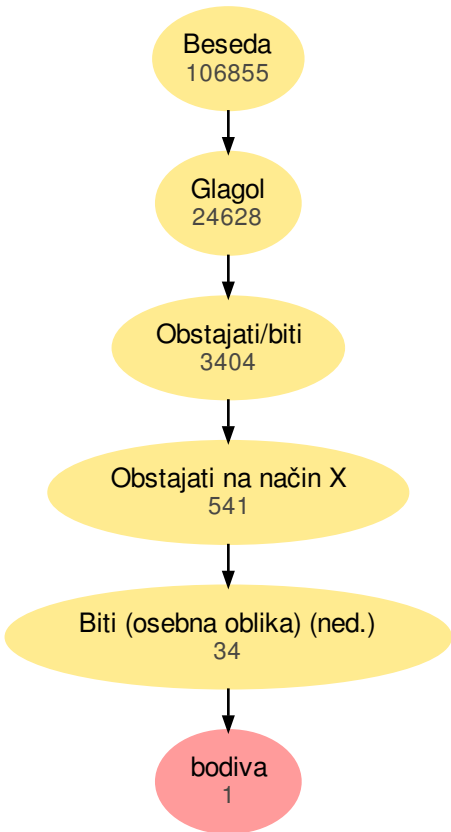 Beseda
106855
Glagol
24628
Obstajati/biti
3404
Obstajati na način X
541
Biti (osebna oblika) (ned.)
34
bodiva
1